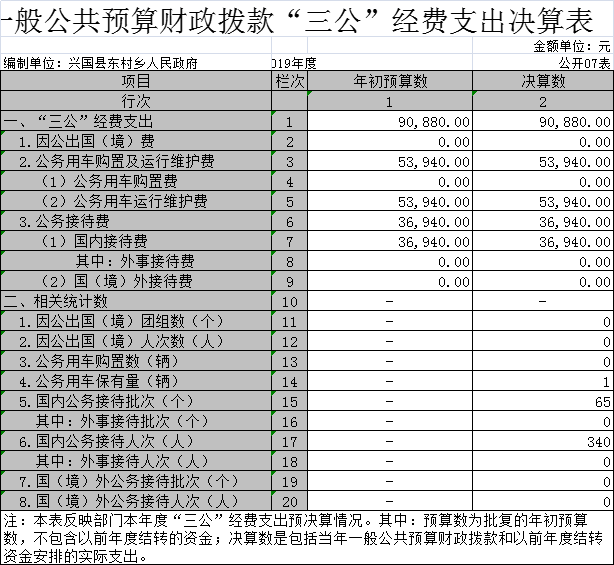 一般公共预算财政拨款“三公”经费支出决算表
金额单位：元
编制单位：兴国县东村乡人民政府 019年度 公开07表
项目 栏次 年初预算数 决算数
行次 1 2
一、“三公”经费支出 1 90,880.00 90,880.00
1.因公出国（境）费 2 0.00 0.00
2.公务用车购置及运行维护费 3 53,940.00 53,940.00
（1）公务用车购置费 4 0.00 0.00
（2）公务用车运行维护费 5 53,940.00 53,940.00
3.公务接待费 6 36,940.00 36,940.00
（1）国内接待费 7 36,940.00 36,940.00
其中：外事接待费 8 0.00 0.00
（2）国（境）外接待费 9 0.00 0.00
二、相关统计数 10 - -
1.因公出国（境）团组数（个） 11 - 0
2.因公出国（境）人次数（人） 12 - 0
3.公务用车购置数（辆） 13 - 0
4.公务用车保有量（辆） 14 - 1
5.国内公务接待批次（个） 15 - 65
其中：外事接待批次（个） 16 - 0
6.国内公务接待人次（人） 17 - 340
其中：外事接待人次（人） 18 - 0
7.国（境）外公务接待批次（个） 19 - 0
8.国（境）外公务接待人次（人） 20 - 0
注：本表反映部门本年度“三公”经费支出预决算情况。其中：预算数为批复的年初预算
数，不包含以前年度结转的资金；决算数是包括当年一般公共预算财政拨款和以前年度结转
资金安排的实际支出。